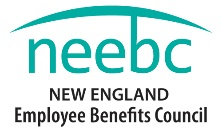 neebc
NEW ENGLAND
Employee Benefits Council